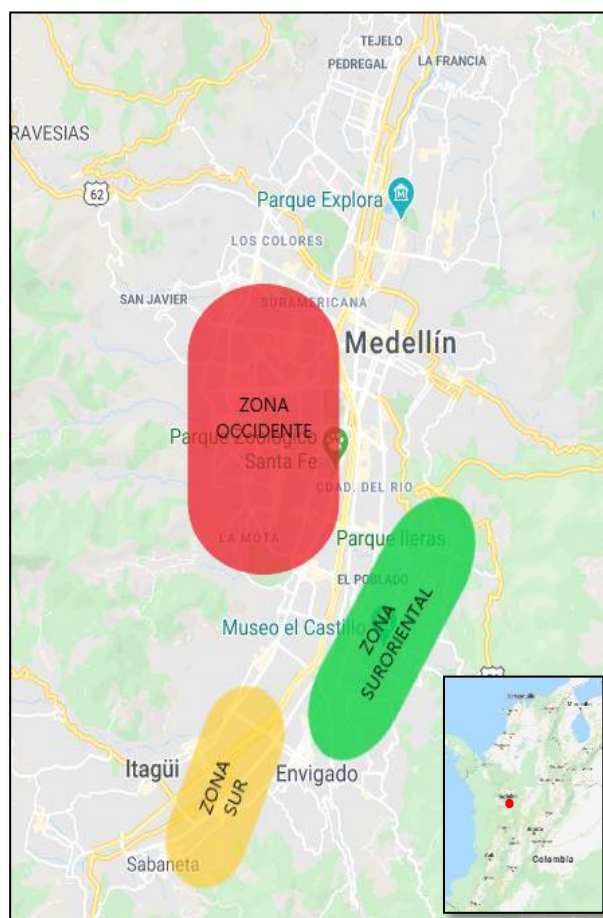 TEJELO
PEDREGAL
LA FRANCIA
RAVESIAS
62
Parque Explora
LOS COLORES
SAN JAVIER
SURAMERICANA
Medellín
ZONA
OCCIDENTE
Parque Zoológico
Santa Fe
CDAD. DEL RIO
LA MOTA
Parque lleras
EL POBLADO
Museo el Castillo
ZONA
SURORIENTAL
Itagüí
Envigado
ZONA
SUR
Sabaneta
Medellín
Colombia